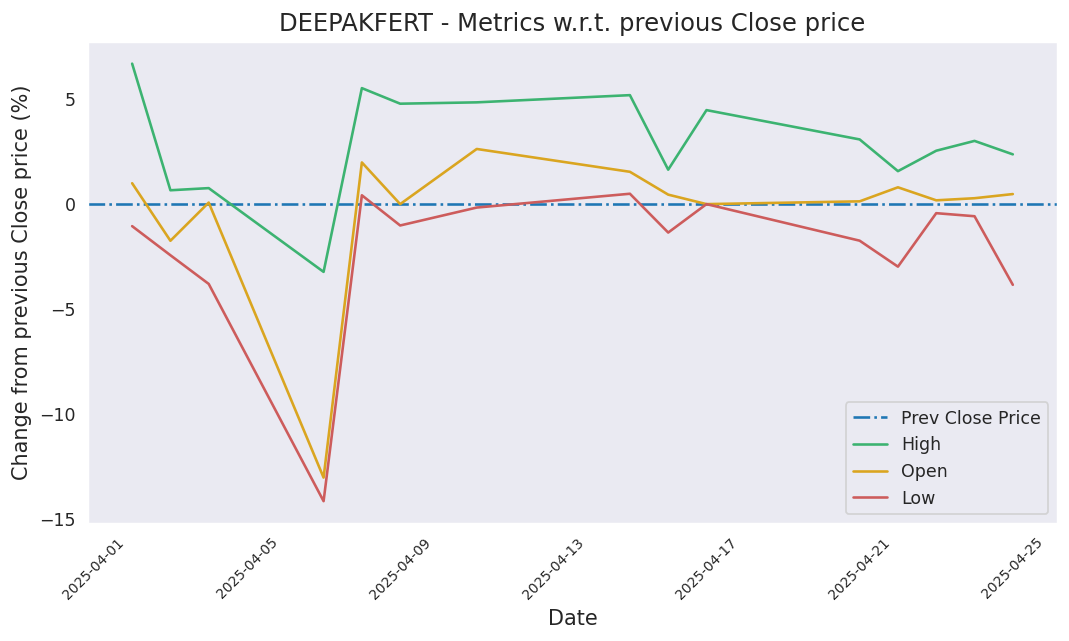 DEEPAKFERT - Metrics w.r.t. previous Close price
Change from previous Close price (%)
5
0
−5
−10
−15
Prev Close Price
High
Open
Low
2025-04-01
2025-04-05
2025-04-09
2025-04-13
2025-04-17
2025-04-21
2025-04-25
Date